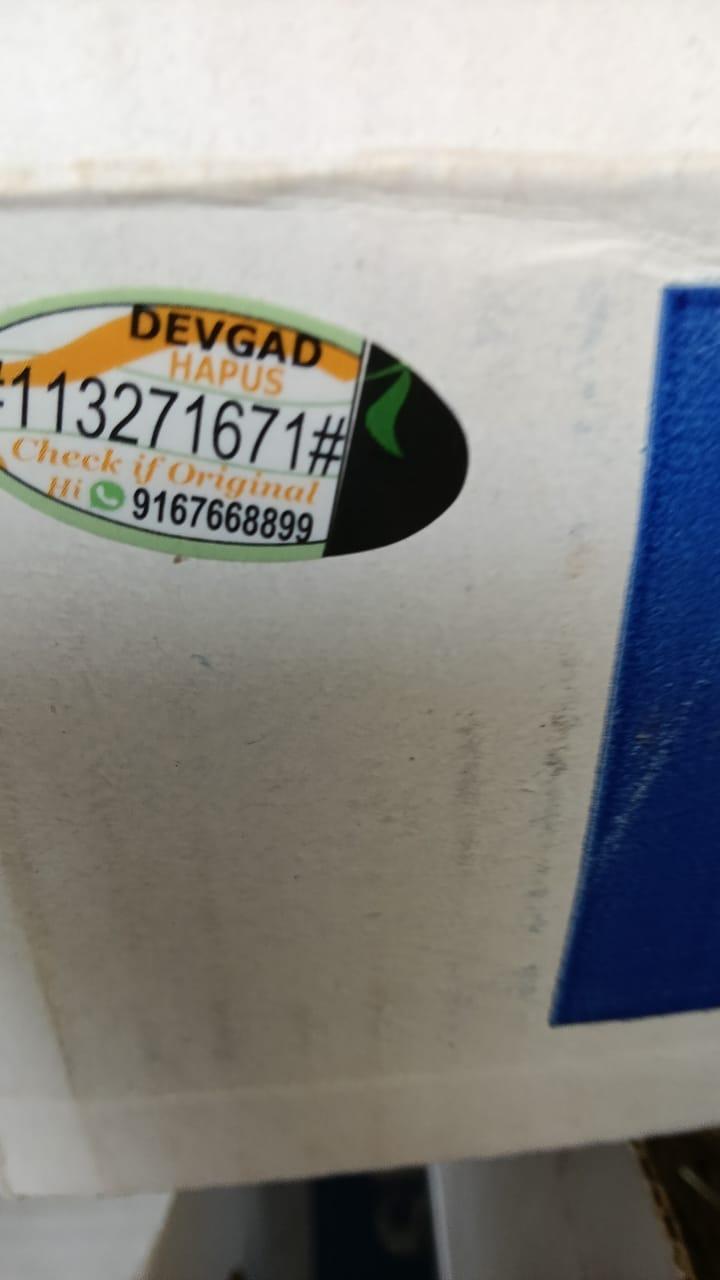 DEVGAD
HAPUS
#113271671#
Check if Original
Hi 9167668899